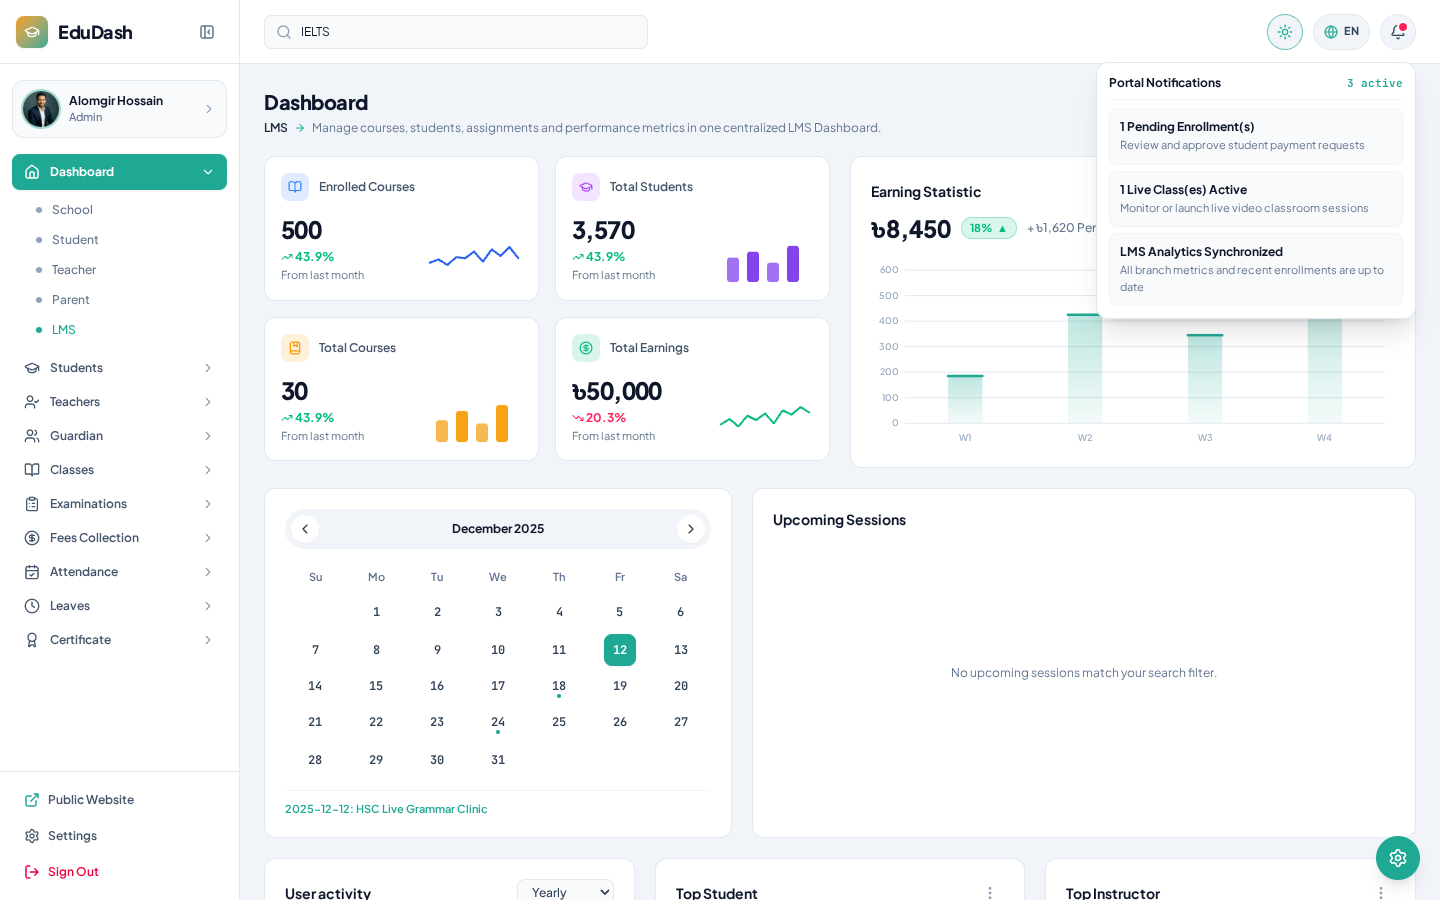 EduDash
IELTS
EN
Alomgir Hossain
Admin
Dashboard
School
Student
Teacher
Parent
LMS
Students
Teachers
Guardian
Classes
Examinations
Fees Collection
Attendance
Leaves
Certificate
Public Website
Settings
Sign Out
Dashboard
LMS → Manage courses, students, assignments and performance metrics in one centralized LMS Dashboard.
Portal Notifications
3 active
1 Pending Enrollment(s)
Review and approve student payment requests
1 Live Class(es) Active
Monitor or launch live video classroom sessions
LMS Analytics Synchronized
All branch metrics and recent enrollments are up to
date
Enrolled Courses
500
43.9%
From last month
Total Students
3,570
43.9%
From last month
Total Courses
30
43.9%
From last month
Total Earnings
৳50,000
20.3%
From last month
Earning Statistic
৳8,450
18% ▲
+ ৳1,620 Per
600
500
400
300
200
100
0
W1 W2 W3 W4
December 2025
Su Mo Tu We Th Fr Sa
1 2 3 4 5 6
7 8 9 10 11 12 13
14 15 16 17 18 19 20
21 22 23 24 25 26 27
28 29 30 31
2025-12-12: HSC Live Grammar Clinic
Upcoming Sessions
No upcoming sessions match your search filter.
User activity
Yearly
Top Student
Top Instructor